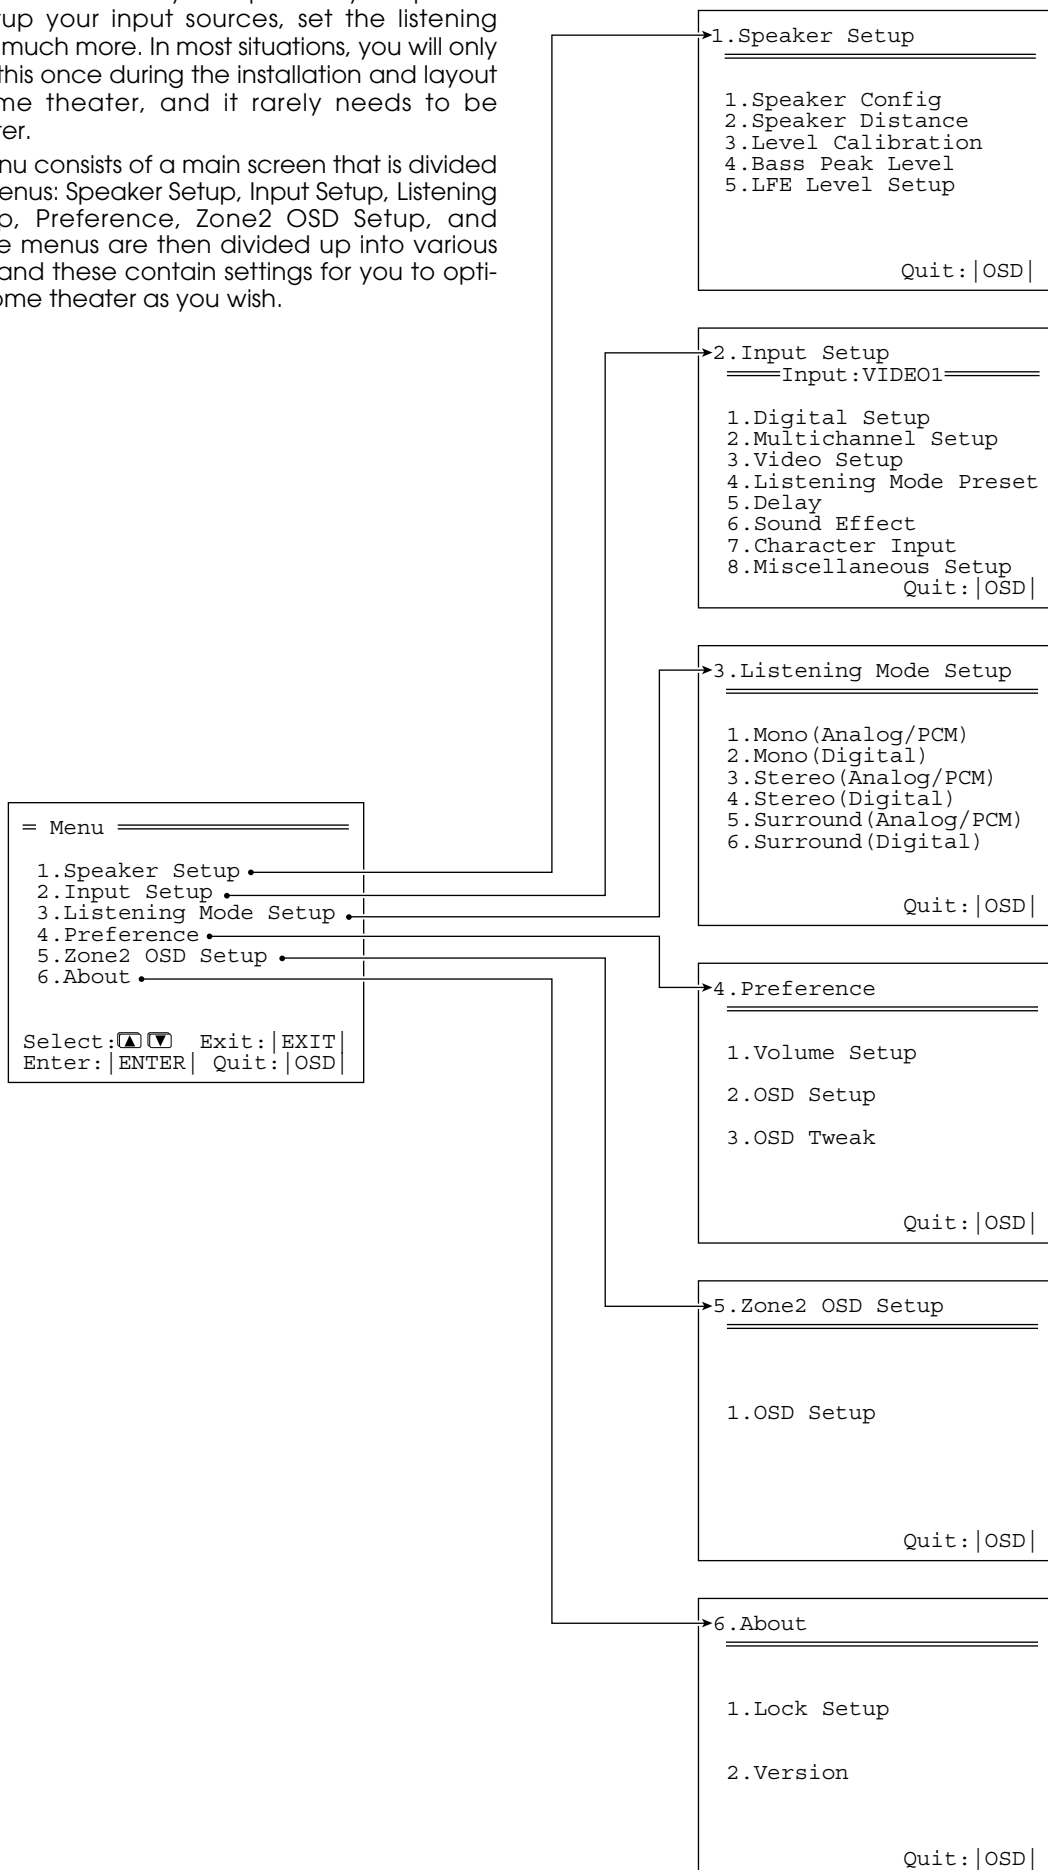 up your input sources, set the listening
much more. In most situations, you will only
this once during the installation and layout
me theater, and it rarely needs to be
er.
nu consists of a main screen that is divided
enus: Speaker Setup, Input Setup, Listening
p, Preference, Zone2 OSD Setup, and
e menus are then divided up into various
and these contain settings for you to opti-
ome theater as you wish.
= Menu
1.Speaker Setup
2.Input Setup
3.Listening Mode Setup
4.Preference
5.Zone2 OSD Setup
6.About
Select:▲▼ Exit:|EXIT|
Enter:|ENTER| Quit:|OSD|
1.Speaker Setup
1.Speaker Config
2.Speaker Distance
3.Level Calibration
4.Bass Peak Level
5.LFE Level Setup
Quit:|OSD|
2.Input Setup
Input:VIDEO1
1.Digital Setup
2.Multichannel Setup
3.Video Setup
4.Listening Mode Preset
5.Delay
6.Sound Effect
7.Character Input
8.Miscellaneous Setup
Quit:|OSD|
3.Listening Mode Setup
1.Mono(Analog/PCM)
2.Mono(Digital)
3.Stereo(Analog/PCM)
4.Stereo(Digital)
5.Surround(Analog/PCM)
6.Surround(Digital)
Quit:|OSD|
4.Preference
1.Volume Setup
2.OSD Setup
3.OSD Tweak
Quit:|OSD|
5.Zone2 OSD Setup
1.OSD Setup
Quit:|OSD|
6.About
1.Lock Setup
2.Version
Quit:|OSD|